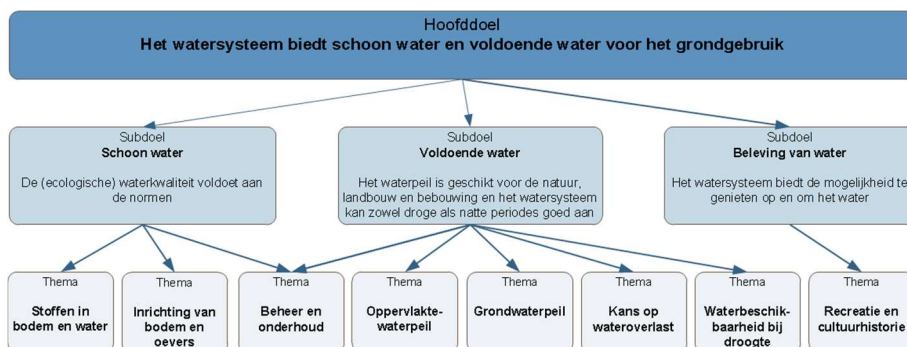 Hoofddoel
Het watersysteem biedt schoon water en voldoende water voor het grondgebruik
Subdoel
Schoon water
De (ecologische) waterkwaliteit voldoet aan
de normen
Subdoel
Voldoende water
Het waterpeil is geschikt voor de natuur,
landbouw en bebouwing en het watersysteem
kan zowel droge als natte periodes goed aan
Subdoel
Beleving van water
Het watersysteem biedt de mogelijkheid te
genieten op en om het water
Thema
Stoffen in
bodem en water
Thema
Inrichting van
bodem en
oevers
Thema
Beheer en
onderhoud
Thema
Oppervlakte-
waterpeil
Thema
Grondwaterpeil
Thema
Kans op
wateroverlast
Thema
Waterbeschik-
baarheid bij
droogte
Thema
Recreatie en
cultuurhistorie